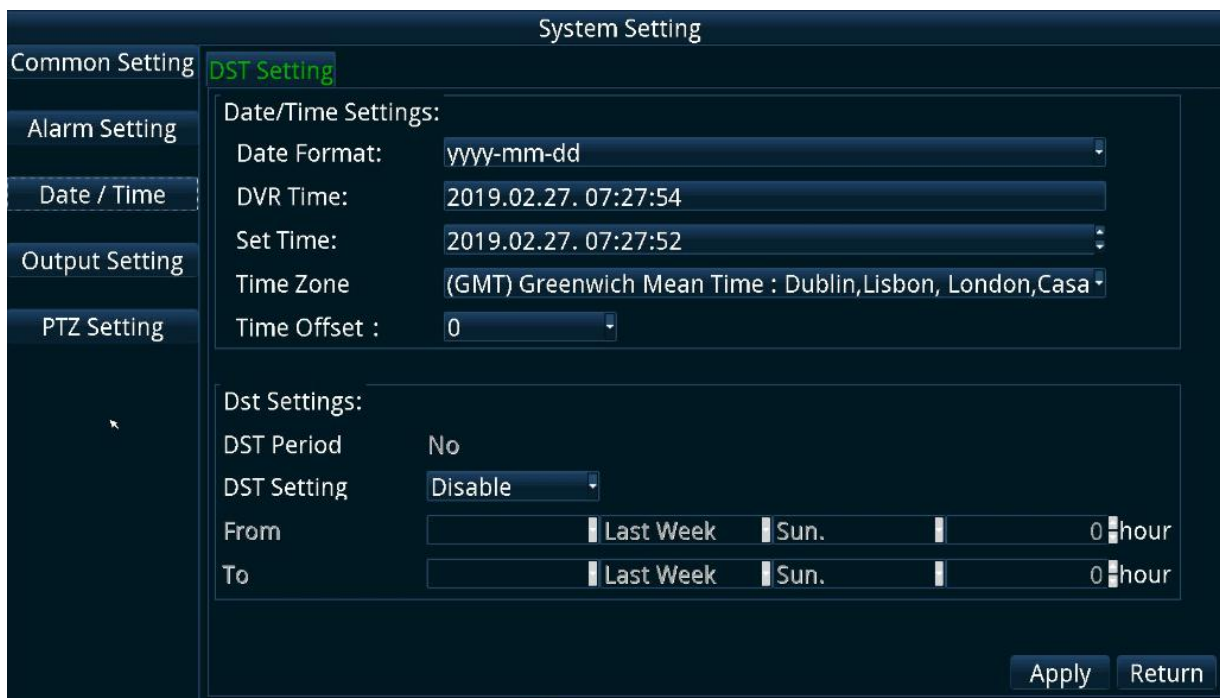 System Setting
Common Setting
Alarm Setting
Date / Time
Output Setting
PTZ Setting
DST Setting
Date/Time Settings:
Date Format: yyyy-mm-dd
DVR Time: 2019.02.27. 07:27:54
Set Time: 2019.02.27. 07:27:52
Time Zone (GMT) Greenwich Mean Time : Dublin,Lisbon, London,Casa
Time Offset : 0
Dst Settings:
DST Period No
DST Setting Disable
From Last Week Sun. 0 hour
To Last Week Sun. 0 hour
Apply Return